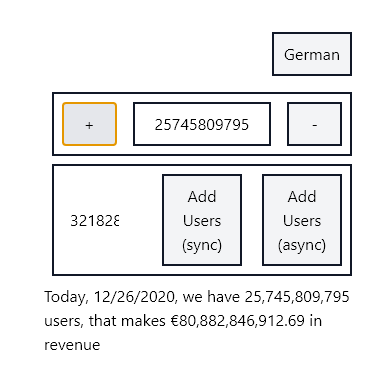 German
+ 25745809795 -
321828
Add
Users
(sync)
Add
Users
(async)
Today, 12/26/2020, we have 25,745,809,795
users, that makes €80,882,846,912.69 in
revenue